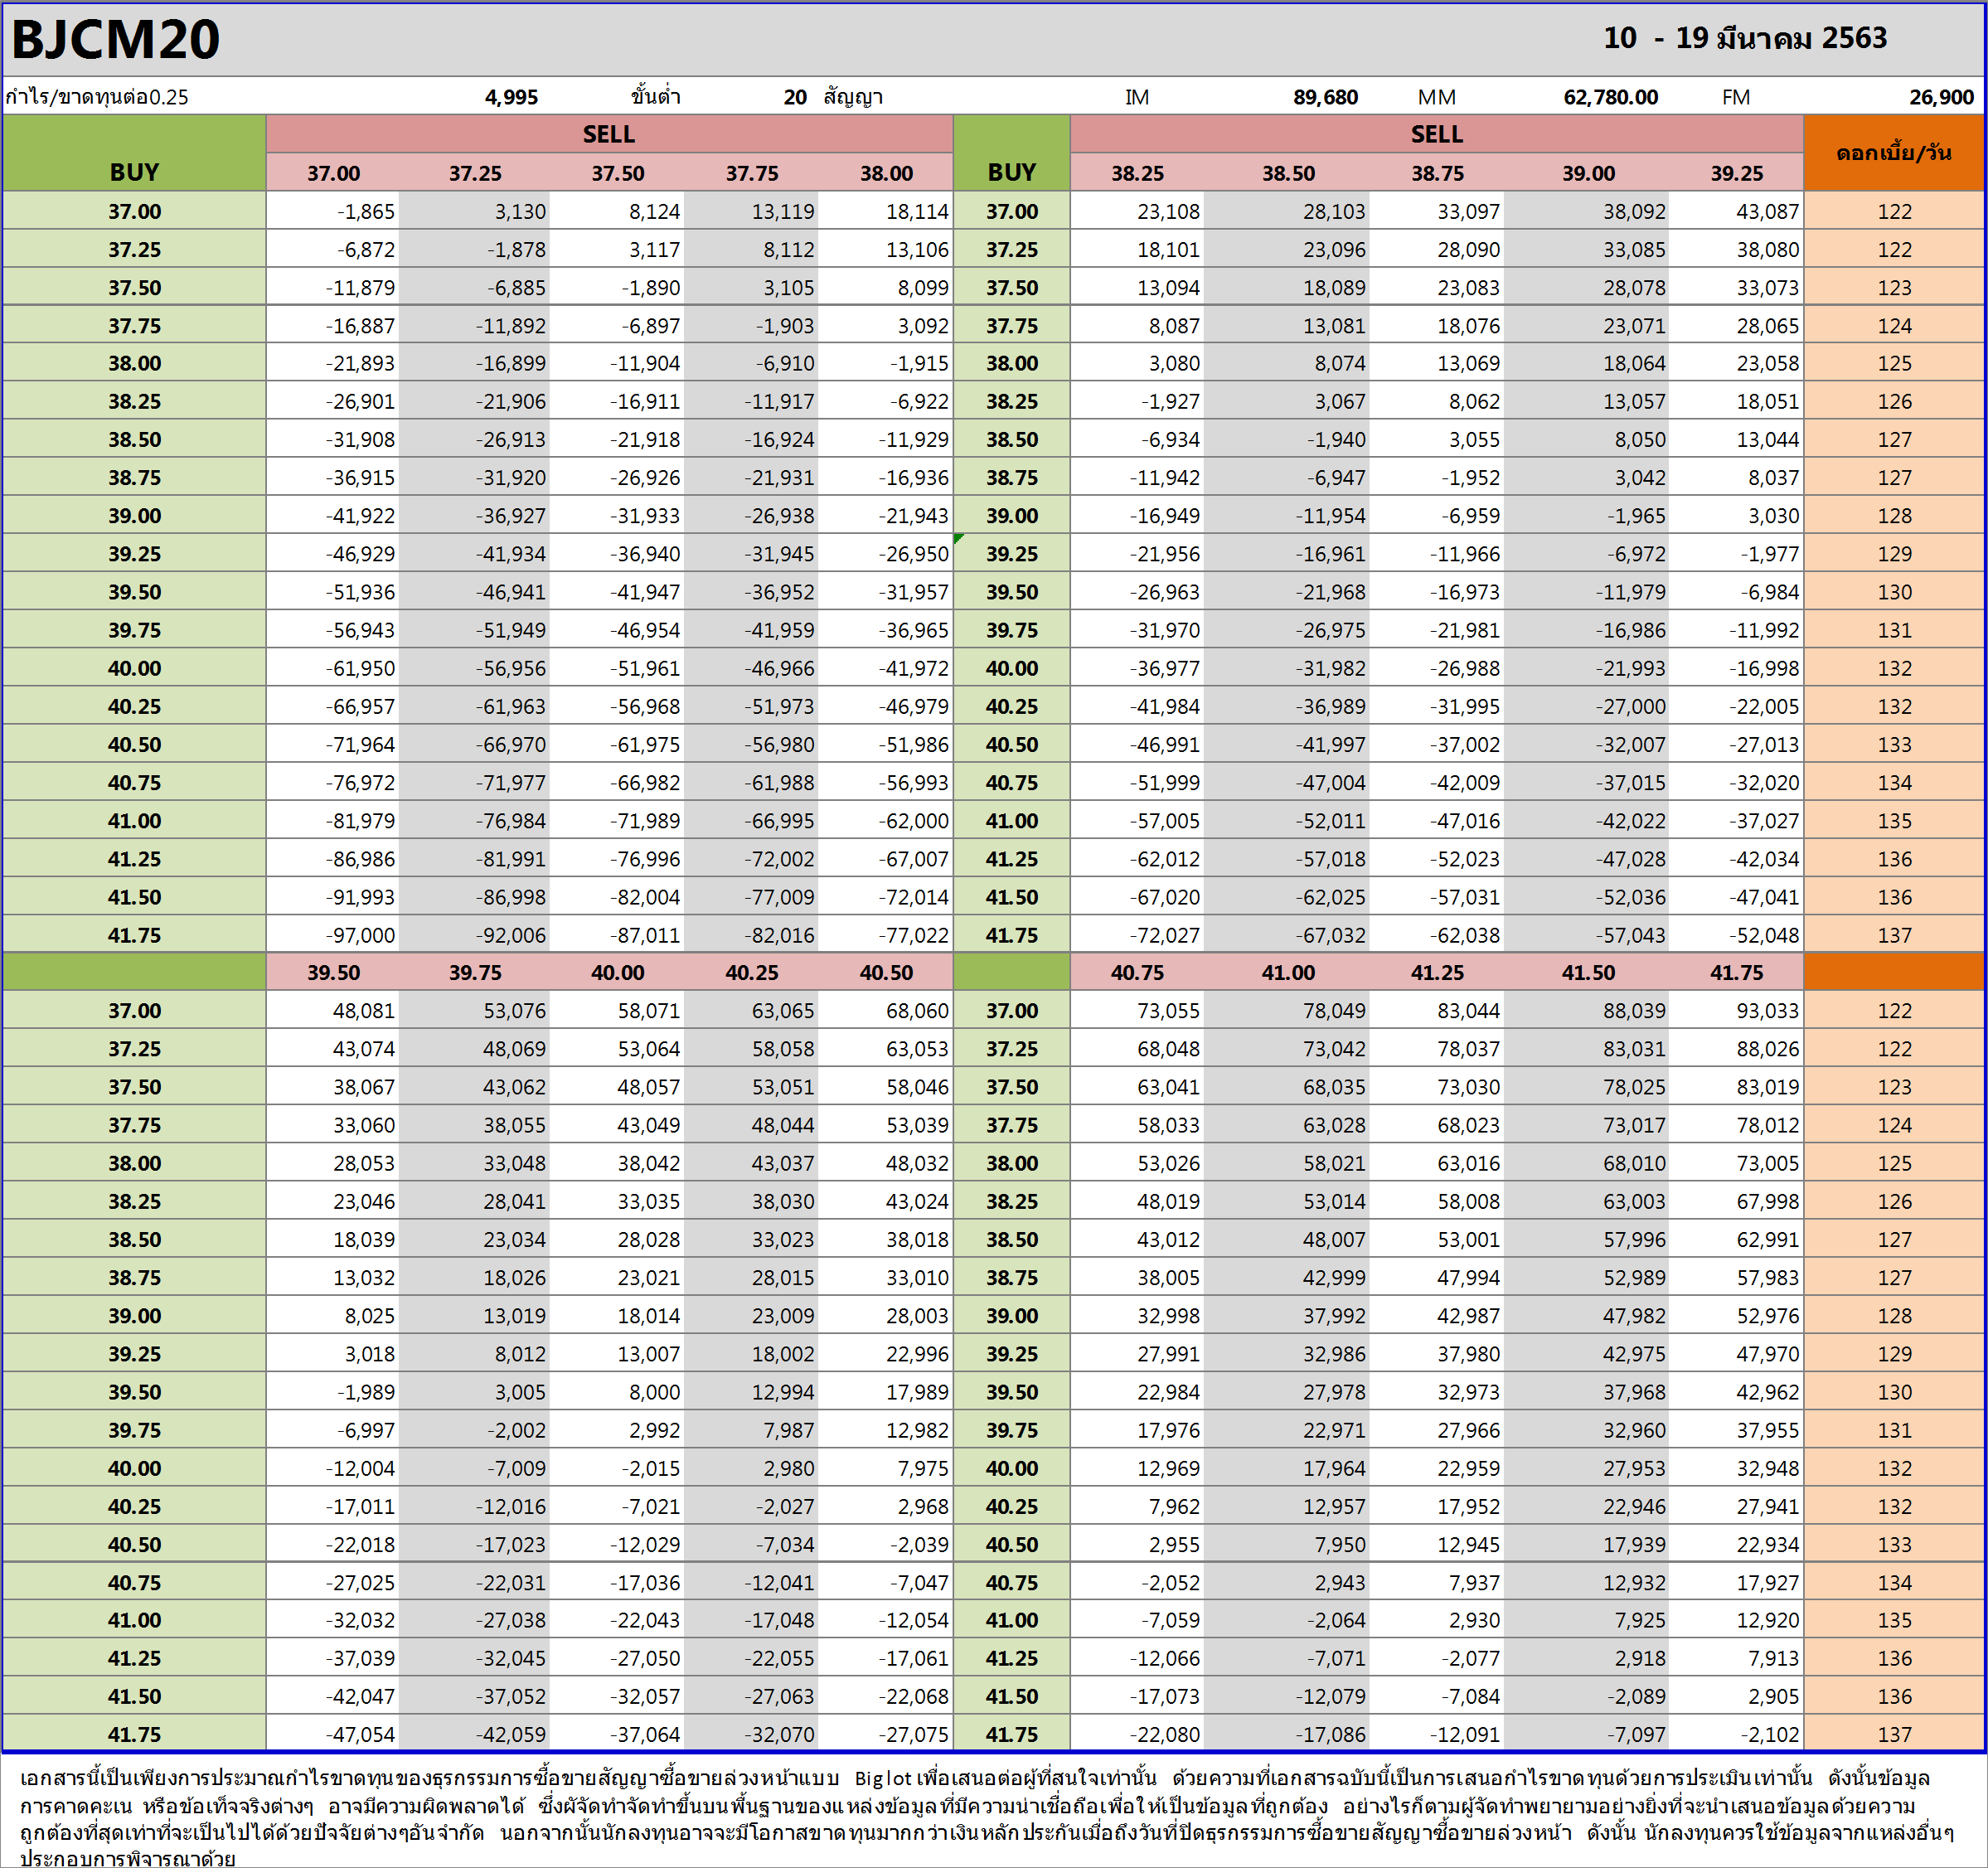 BJCM20 10 - 19 มีนาคม 2563
กำไร/ขาดทุนต่อ0.25 4,995 ขั้นต่ำ 20 สัญญา IM 89,680 MM 62,780.00 FM 26,900
SELL SELL ดอกเบี้ย/วัน
BUY 37.00 37.25 37.50 37.75 38.00 BUY 38.25 38.50 38.75 39.00 39.25
37.00 -1,865 3,130 8,124 13,119 18,114 37.00 23,108 28,103 33,097 38,092 43,087 122
37.25 -6,872 -1,878 3,117 8,112 13,106 37.25 18,101 23,096 28,090 33,085 38,080 122
37.50 -11,879 -6,885 -1,890 3,105 8,099 37.50 13,094 18,089 23,083 28,078 33,073 123
37.75 -16,887 -11,892 -6,897 -1,903 3,092 37.75 8,087 13,081 18,076 23,071 28,065 124
38.00 -21,893 -16,899 -11,904 -6,910 -1,915 38.00 3,080 8,074 13,069 18,064 23,058 125
38.25 -26,901 -21,906 -16,911 -11,917 -6,922 38.25 -1,927 3,067 8,062 13,057 18,051 126
38.50 -31,908 -26,913 -21,918 -16,924 -11,929 38.50 -6,934 -1,940 3,055 8,050 13,044 127
38.75 -36,915 -31,920 -26,926 -21,931 -16,936 38.75 -11,942 -6,947 -1,952 3,042 8,037 127
39.00 -41,922 -36,927 -31,933 -26,938 -21,943 39.00 -16,949 -11,954 -6,959 -1,965 3,030 128
39.25 -46,929 -41,934 -36,940 -31,945 -26,950 39.25 -21,956 -16,961 -11,966 -6,972 -1,977 129
39.50 -51,936 -46,941 -41,947 -36,952 -31,957 39.50 -26,963 -21,968 -16,973 -11,979 -6,984 130
39.75 -56,943 -51,949 -46,954 -41,959 -36,965 39.75 -31,970 -26,975 -21,981 -16,986 -11,992 131
40.00 -61,950 -56,956 -51,961 -46,966 -41,972 40.00 -36,977 -31,982 -26,988 -21,993 -16,998 132
40.25 -66,957 -61,963 -56,968 -51,973 -46,979 40.25 -41,984 -36,989 -31,995 -27,000 -22,005 132
40.50 -71,964 -66,970 -61,975 -56,980 -51,986 40.50 -46,991 -41,997 -37,002 -32,007 -27,013 133
40.75 -76,972 -71,977 -66,982 -61,988 -56,993 40.75 -51,999 -47,004 -42,009 -37,015 -32,020 134
41.00 -81,979 -76,984 -71,989 -66,995 -62,000 41.00 -57,005 -52,011 -47,016 -42,022 -37,027 135
41.25 -86,986 -81,991 -76,996 -72,002 -67,007 41.25 -62,012 -57,018 -52,023 -47,028 -42,034 136
41.50 -91,993 -86,998 -82,004 -77,009 -72,014 41.50 -67,020 -62,025 -57,031 -52,036 -47,041 136
41.75 -97,000 -92,006 -87,011 -82,016 -77,022 41.75 -72,027 -67,032 -62,038 -57,043 -52,048 137
39.50 39.75 40.00 40.25 40.50 40.75 41.00 41.25 41.50 41.75
37.00 48,081 53,076 58,071 63,065 68,060 37.00 73,055 78,049 83,044 88,039 93,033 122
37.25 43,074 48,069 53,064 58,058 63,053 37.25 68,048 73,042 78,037 83,031 88,026 122
37.50 38,067 43,062 48,057 53,051 58,046 37.50 63,041 68,035 73,030 78,025 83,019 123
37.75 33,060 38,055 43,049 48,044 53,039 37.75 58,033 63,028 68,023 73,017 78,012 124
38.00 28,053 33,048 38,042 43,037 48,032 38.00 53,026 58,021 63,016 68,010 73,005 125
38.25 23,046 28,041 33,035 38,030 43,024 38.25 48,019 53,014 58,008 63,003 67,998 126
38.50 18,039 23,034 28,028 33,023 38,018 38.50 43,012 48,007 53,001 57,996 62,991 127
38.75 13,032 18,026 23,021 28,015 33,010 38.75 38,005 42,999 47,994 52,989 57,983 127
39.00 8,025 13,019 18,014 23,009 28,003 39.00 32,998 37,992 42,987 47,982 52,976 128
39.25 3,018 8,012 13,007 18,002 22,996 39.25 27,991 32,986 37,980 42,975 47,970 129
39.50 -1,989 3,005 8,000 12,994 17,989 39.50 22,984 27,978 32,973 37,968 42,962 130
39.75 -6,997 -2,002 2,992 7,987 12,982 39.75 17,976 22,971 27,966 32,960 37,955 131
40.00 -12,004 -7,009 -2,015 2,980 7,975 40.00 12,969 17,964 22,959 27,953 32,948 132
40.25 -17,011 -12,016 -7,021 -2,027 2,968 40.25 7,962 12,957 17,952 22,946 27,941 132
40.50 -22,018 -17,023 -12,029 -7,034 -2,039 40.50 2,955 7,950 12,945 17,939 22,934 133
40.75 -27,025 -22,031 -17,036 -12,041 -7,047 40.75 -2,052 2,943 7,937 12,932 17,927 134
41.00 -32,032 -27,038 -22,043 -17,048 -12,054 41.00 -7,059 -2,064 2,930 7,925 12,920 135
41.25 -37,039 -32,045 -27,050 -22,055 -17,061 41.25 -12,066 -7,071 -2,077 2,918 7,913 136
41.50 -42,047 -37,052 -32,057 -27,063 -22,068 41.50 -17,073 -12,079 -7,084 -2,089 2,905 136
41.75 -47,054 -42,059 -37,064 -32,070 -27,075 41.75 -22,080 -17,086 -12,091 -7,097 -2,102 137
เอกสารนี้เป็นเพียงการประมาณกำไรขาดทุนของธุรกรรมการซื้อขายสัญญาซื้อขายล่วงหน้าแบบ Big lot เพื่อเสนอต่อผู้ที่สนใจเท่านั้น ด้วยความที่เอกสารฉบับนี้เป็นการเสนอกำไรขาดทุนด้วยการประเมินเท่านั้น ดังนั้นข้อมูล
การคาดคะเน หรือข้อเท็จจริงต่างๆ อาจมีความผิดพลาดได้ ซึ่งผัจัดทำจัดทำขึ้นบนพื้นฐานของแหล่งข้อมูลที่มีความน่าเชื่อถือเพื่อให้เป็นข้อมูลที่ถูกต้อง อย่างไรก็ตามผู้จัดทำพยายามอย่างยิ่งที่จะนำเสนอข้อมูลด้วยความ
ถูกต้องที่สุดเท่าที่จะเป็นไปได้ด้วยปัจจัยต่างๆอันจำกัด นอกจากนั้นนักลงทุนอาจจะมีโอกาสขาดทุนมากกว่าเงินหลักประกันเมื่อถึงวันที่ปิดธุรกรรมการซื้อขายสัญญาซื้อขายล่วงหน้า ดังนั้น นักลงทุนควรใช้ข้อมูลจากแหล่งอื่นๆ
ประกอบการพิจารณาด้วย